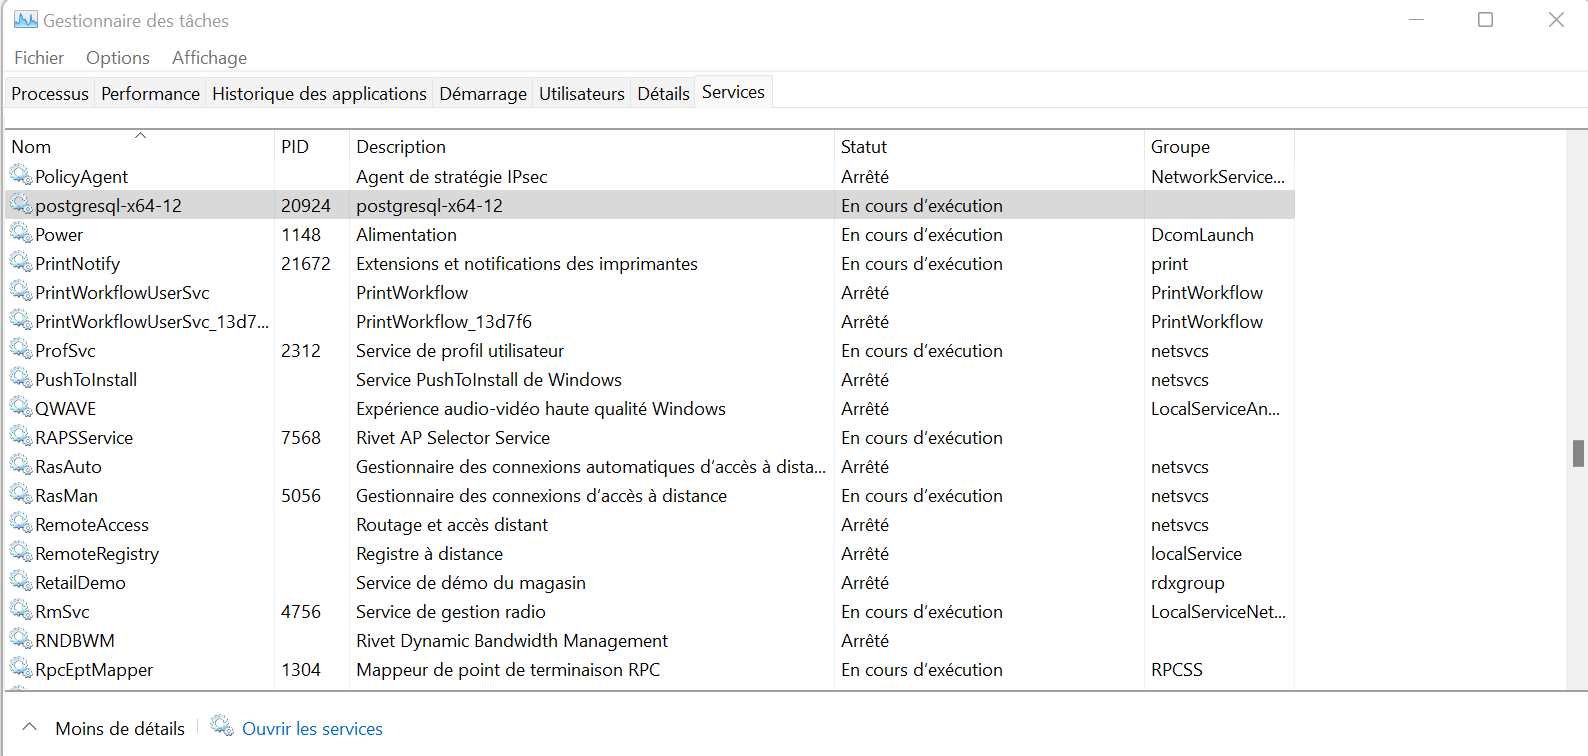 Gestionnaire des tâches
Fichier Options Affichage
Processus Performance Historique des applications Démarrage Utilisateurs Détails Services
Nom PID Description Statut Groupe
PolicyAgent Agent de stratégie IPsec Arrêté NetworkService...
postgresql-x64-12 20924 postgresql-x64-12 En cours d'exécution
Power 1148 Alimentation En cours d'exécution DcomLaunch
PrintNotify 21672 Extensions et notifications des imprimantes En cours d'exécution print
PrintWorkflowUserSvc PrintWorkflow Arrêté PrintWorkflow
PrintWorkflowUserSvc_13d7... PrintWorkflow_13d7f6 Arrêté PrintWorkflow
ProfSvc 2312 Service de profil utilisateur En cours d'exécution netsvcs
PushToInstall Service PushToInstall de Windows Arrêté netsvcs
QWAVE Expérience audio-vidéo haute qualité Windows Arrêté LocalServiceAn...
RAPSService 7568 Rivet AP Selector Service En cours d'exécution
RasAuto Gestionnaire des connexions automatiques d'accès à dista... Arrêté netsvcs
RasMan 5056 Gestionnaire des connexions d'accès à distance En cours d'exécution netsvcs
RemoteAccess Routage et accès distant Arrêté netsvcs
RemoteRegistry Registre à distance Arrêté localService
RetailDemo Service de démo du magasin Arrêté rdxgroup
RmSvc 4756 Service de gestion radio En cours d'exécution LocalServiceNet...
RNDBWM Rivet Dynamic Bandwidth Management Arrêté
RpcEptMapper 1304 Mappeur de point de terminaison RPC En cours d'exécution RPCSS
Moins de détails Ouvrir les services